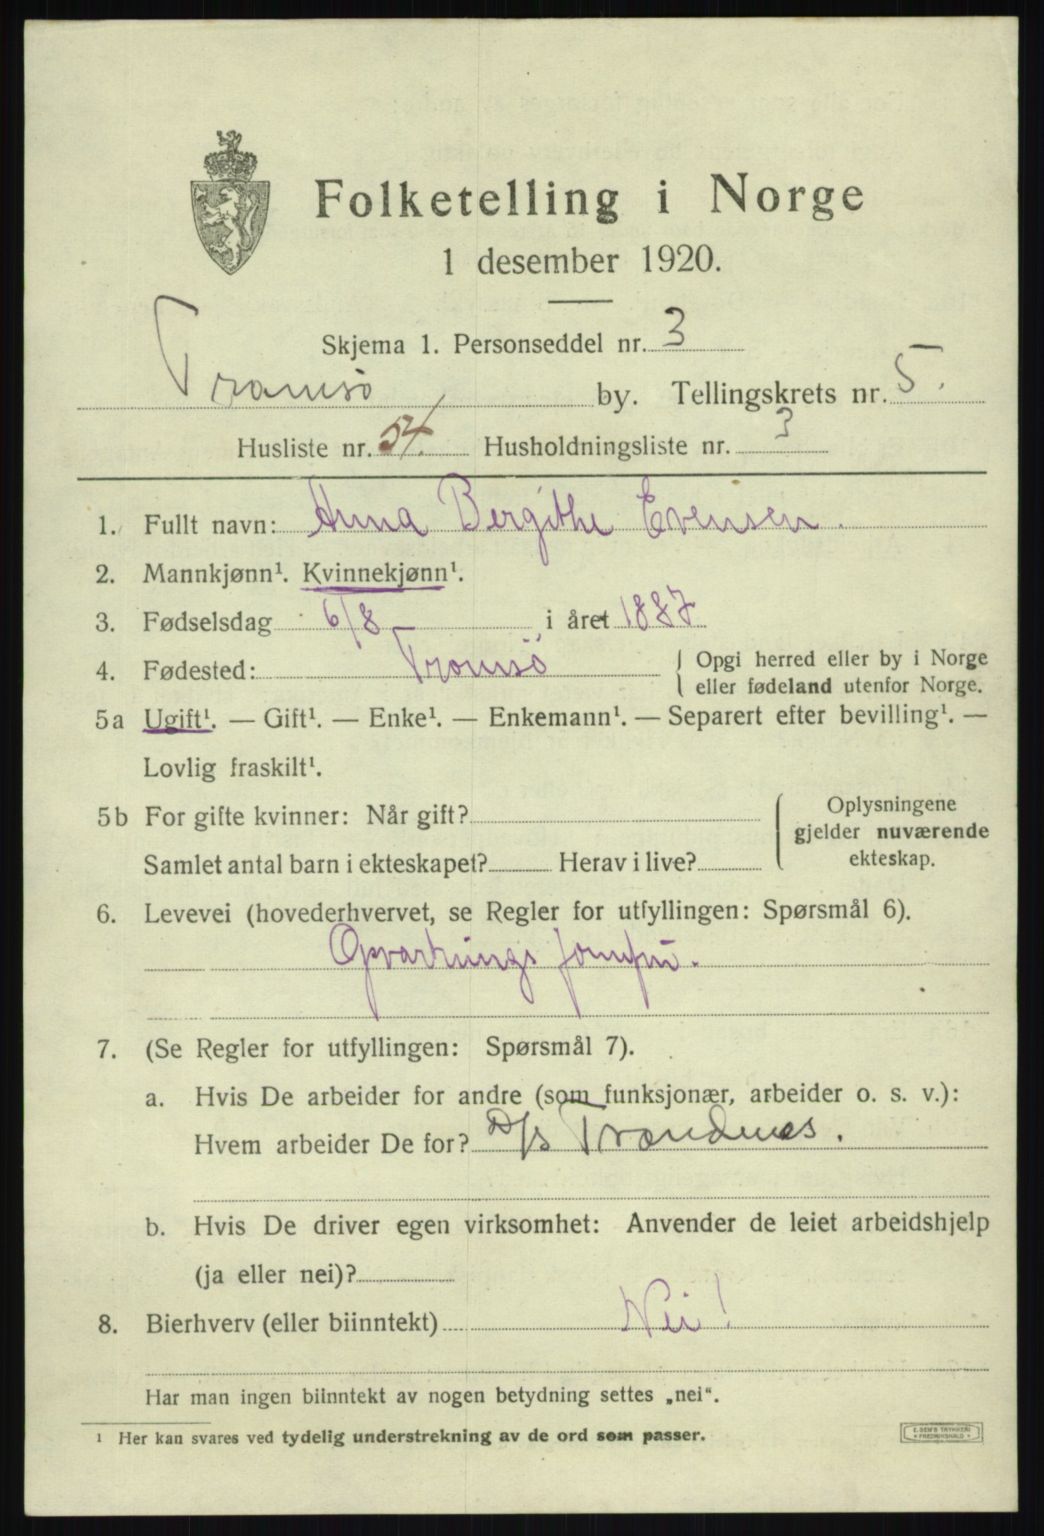 Folketelling i Norge
1 desember 1920.
Skjema 1. Personseddel nr. 3
Tromsö by. Tellingskrets nr. 5.
Husliste nr. 54. Husholdningsliste nr. 3
1. Fullt navn: Anna Bergithe Evensen.
2. Mannkjønn¹. Kvinnekjønn¹.
3. Fødselsdag 6/8 i året 1887
4. Fødested: Tromsö { Opgi herred eller by i Norge
eller fødeland utenfor Norge.
5a Ugift¹. — Gift¹. — Enke¹. — Enkemann¹. — Separert efter bevilling¹. —
Lovlig fraskilt¹.
5b For gifte kvinner: Når gift? { Oplysningene
gjelder nuværende
Samlet antal barn i ekteskapet? Herav i live? ekteskap.
6. Levevei (hovederhvervet, se Regler for utfyllingen: Spørsmål 6).
Opvartnings jomfru.
7. (Se Regler for utfyllingen: Spørsmål 7).
a. Hvis De arbeider for andre (som funksjonær, arbeider o. s. v.):
Hvem arbeider De for? D/s Trondenes.
b. Hvis De driver egen virksomhet: Anvender de leiet arbeidshjelp
(ja eller nei)?
8. Bierhverv (eller biinntekt) Nei!
Har man ingen biinntekt av nogen betydning settes „nei".
¹ Her kan svares ved tydelig understrekning av de ord som passer.
E. SEM'S TRYKKERI
FREDRIKSHALD